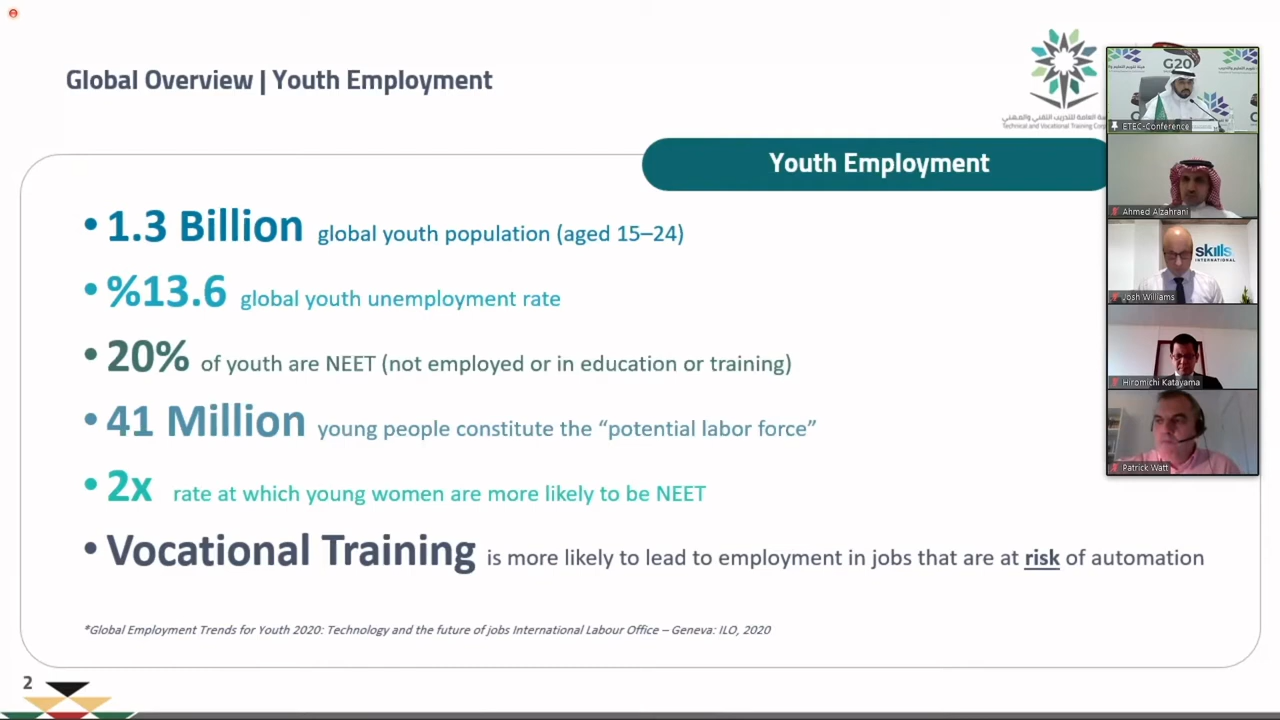 Global Overview | Youth Employment
G20
ETEC-Conference
Technical and Vocational Training
Youth Employment
Ahmed Alzahrani
• 1.3 Billion global youth population (aged 15–24)
skills
INTERNATIONAL
• %13.6 global youth unemployment rate
Josh Williams
• 20% of youth are NEET (not employed or in education or training)
Hiromichi Katayama
• 41 Million young people constitute the “potential labor force”
Patrick Watt
• 2x rate at which young women are more likely to be NEET
• Vocational Training is more likely to lead to employment in jobs that are at risk of automation
*Global Employment Trends for Youth 2020: Technology and the future of jobs International Labour Office – Geneva: ILO, 2020
2